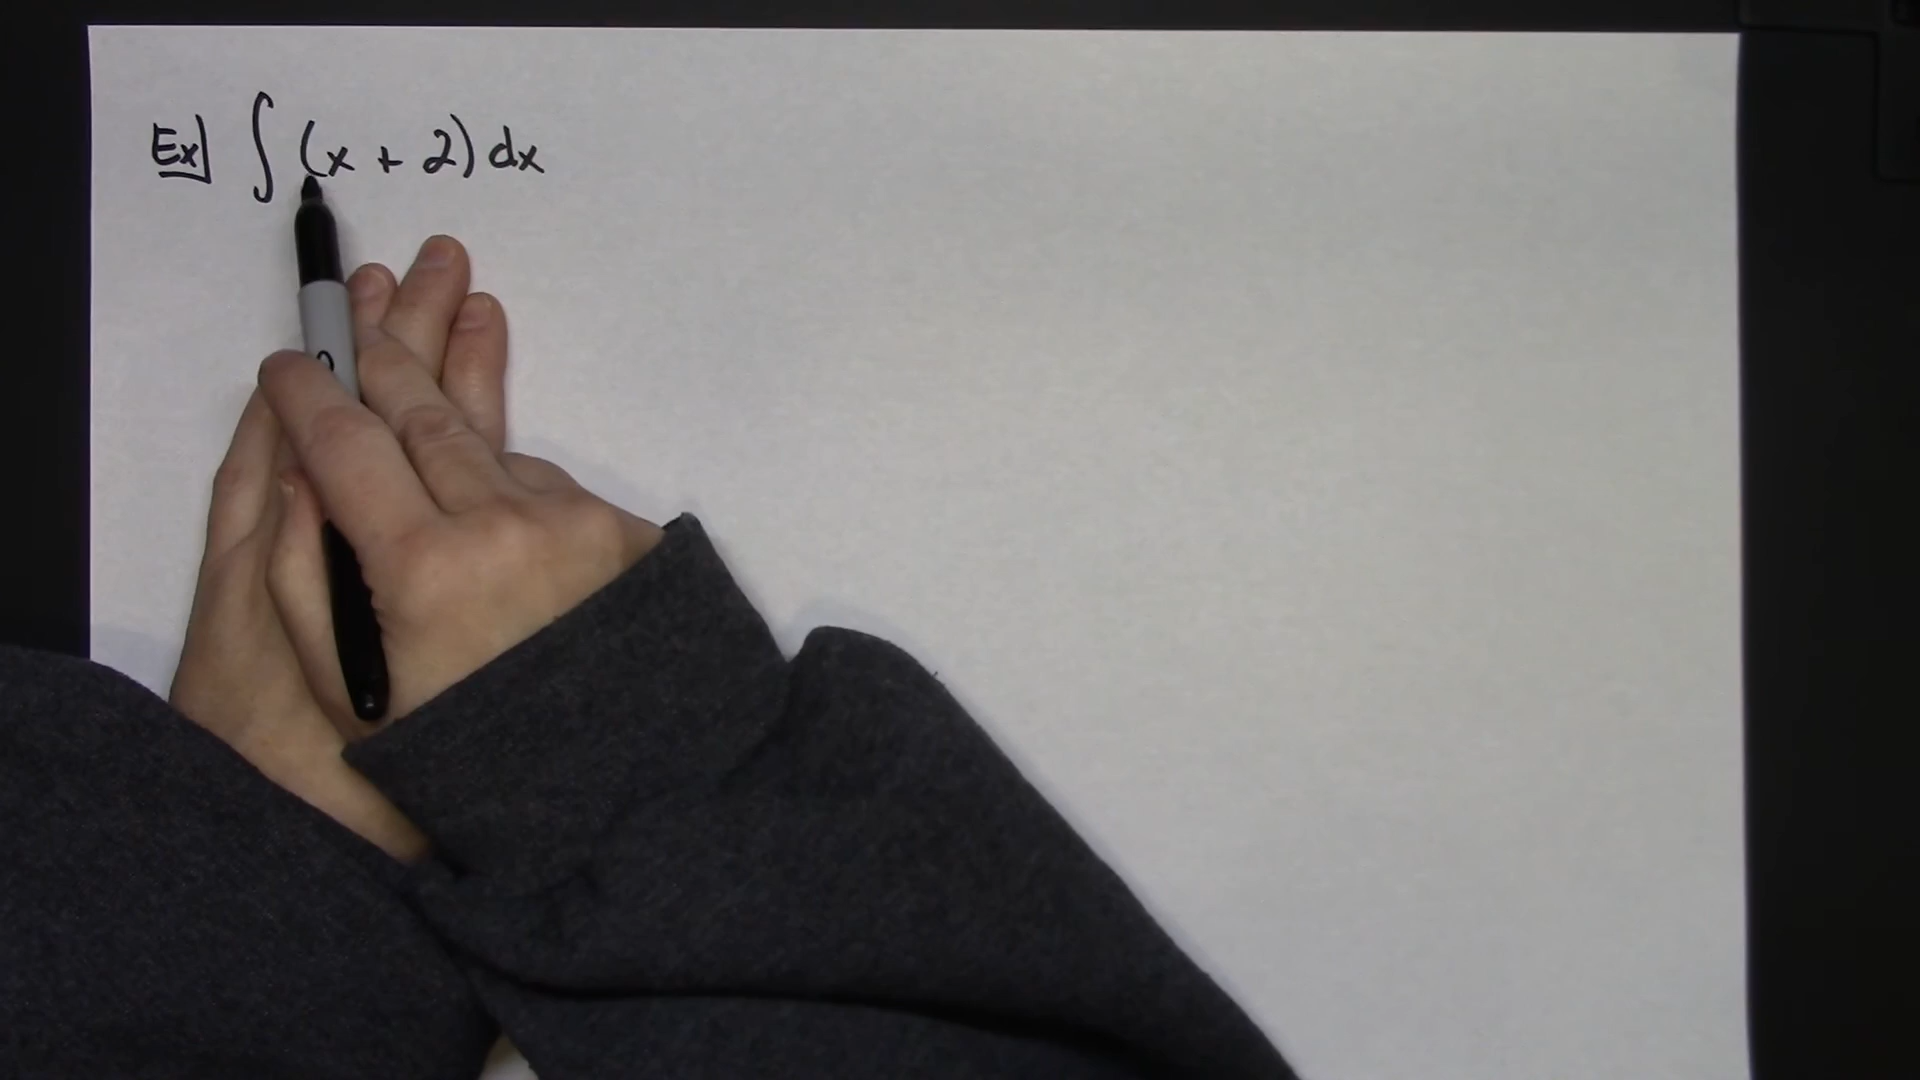 Ex] ∫ (x + 2) dx